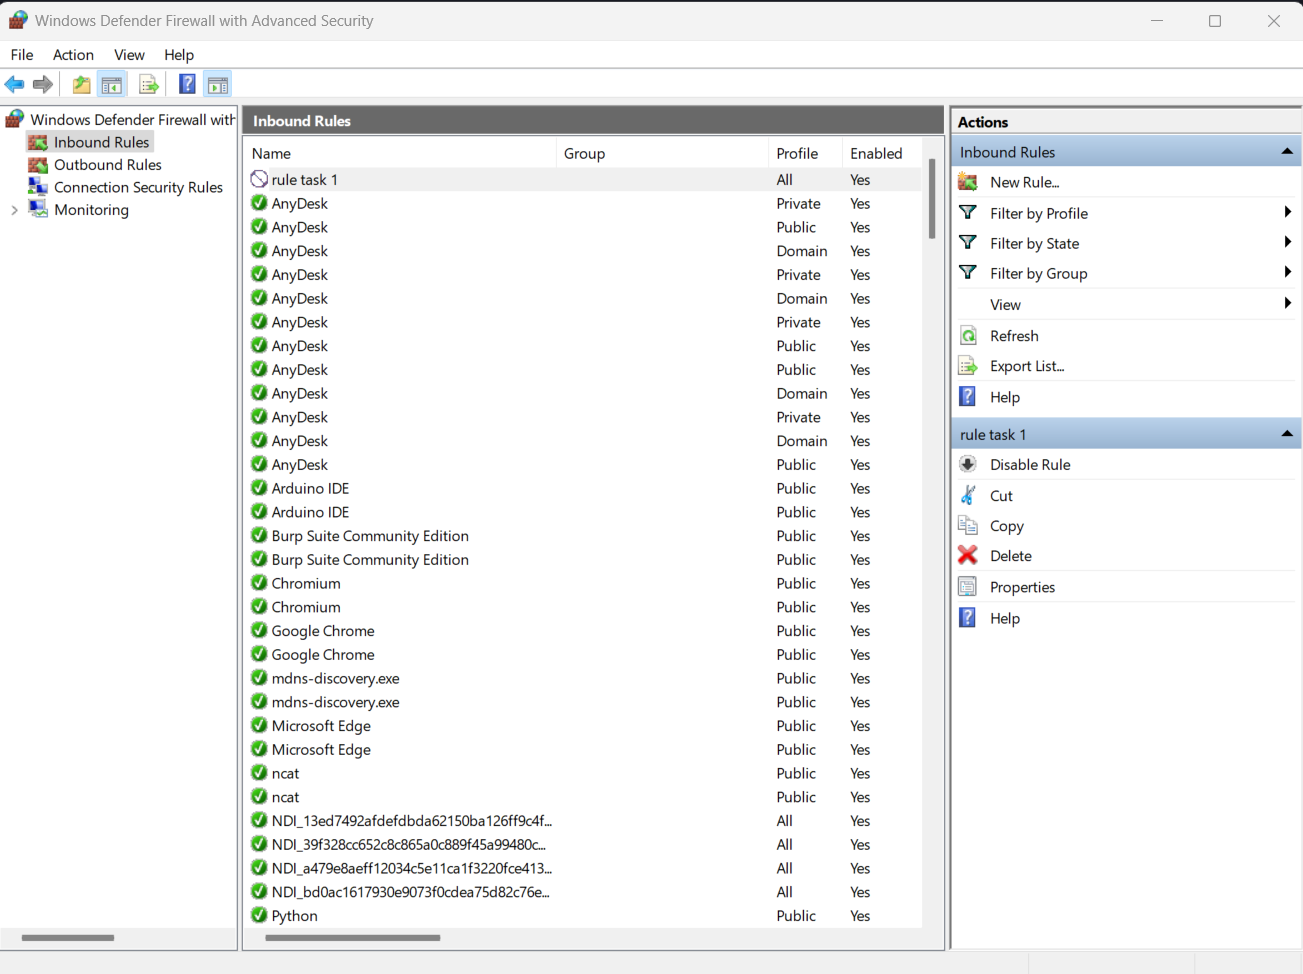 Windows Defender Firewall with Advanced Security
File Action View Help
Windows Defender Firewall with
Inbound Rules
Outbound Rules
Connection Security Rules
Monitoring
Inbound Rules
Name Group Profile Enabled
rule task 1 All Yes
AnyDesk Private Yes
AnyDesk Public Yes
AnyDesk Domain Yes
AnyDesk Private Yes
AnyDesk Domain Yes
AnyDesk Private Yes
AnyDesk Public Yes
AnyDesk Public Yes
AnyDesk Domain Yes
AnyDesk Private Yes
AnyDesk Domain Yes
AnyDesk Public Yes
Arduino IDE Public Yes
Arduino IDE Public Yes
Burp Suite Community Edition Public Yes
Burp Suite Community Edition Public Yes
Chromium Public Yes
Chromium Public Yes
Google Chrome Public Yes
Google Chrome Public Yes
mdns-discovery.exe Public Yes
mdns-discovery.exe Public Yes
Microsoft Edge Public Yes
Microsoft Edge Public Yes
ncat Public Yes
ncat Public Yes
NDI_13ed7492afdefdbda62150ba126ff9c4f... All Yes
NDI_39f328cc652c8c865a0c889f45a99480c... All Yes
NDI_a479e8aeff12034c5e11ca1f3220fce413... All Yes
NDI_bd0ac1617930e9073f0cdea75d82c76e... All Yes
Python Public Yes
Actions
Inbound Rules
New Rule...
Filter by Profile
Filter by State
Filter by Group
View
Refresh
Export List...
Help
rule task 1
Disable Rule
Cut
Copy
Delete
Properties
Help